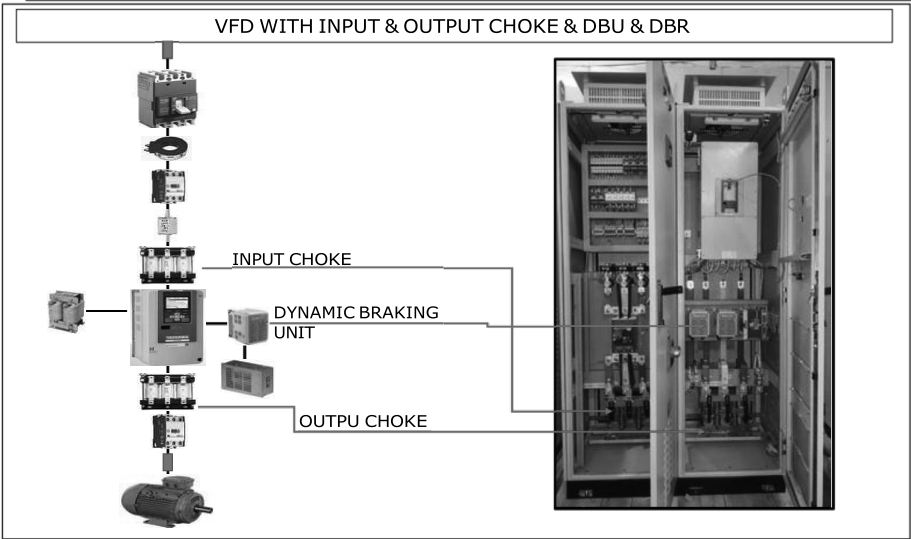 VFD WITH INPUT & OUTPUT CHOKE & DBU & DBR
INPUT CHOKE
DYNAMIC BRAKING
UNIT
OUTPU CHOKE